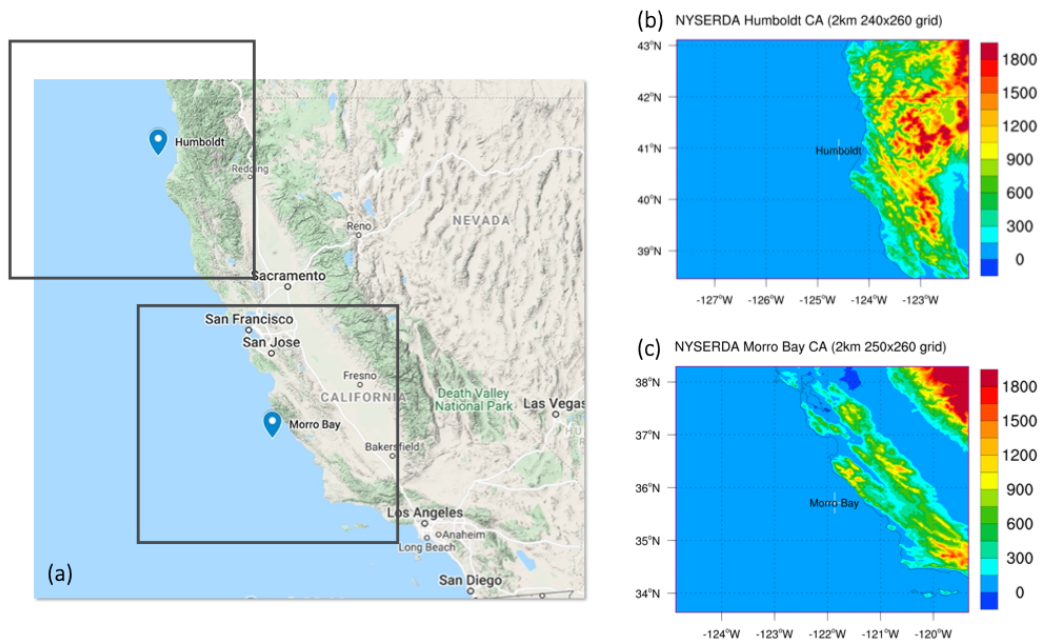 Humboldt
Redding
NEVADA
Reno
Sacramento
San Francisco
San Jose
Fresno
CALIFORNIA
Death Valley
National Park
Las Vegas
Morro Bay
Bakersfield
Los Angeles
Anaheim
Long Beach
San Diego
(a)
(b) NYSERDA Humboldt CA (2km 240x260 grid)
43°N
42°N
41°N
40°N
39°N
Humboldt
-127°W -126°W -125°W -124°W -123°W
1800
1500
1200
900
600
300
0
(c) NYSERDA Morro Bay CA (2km 250x260 grid)
38°N
37°N
36°N
35°N
34°N
Morro Bay
-124°W -123°W -122°W -121°W -120°W
1800
1500
1200
900
600
300
0